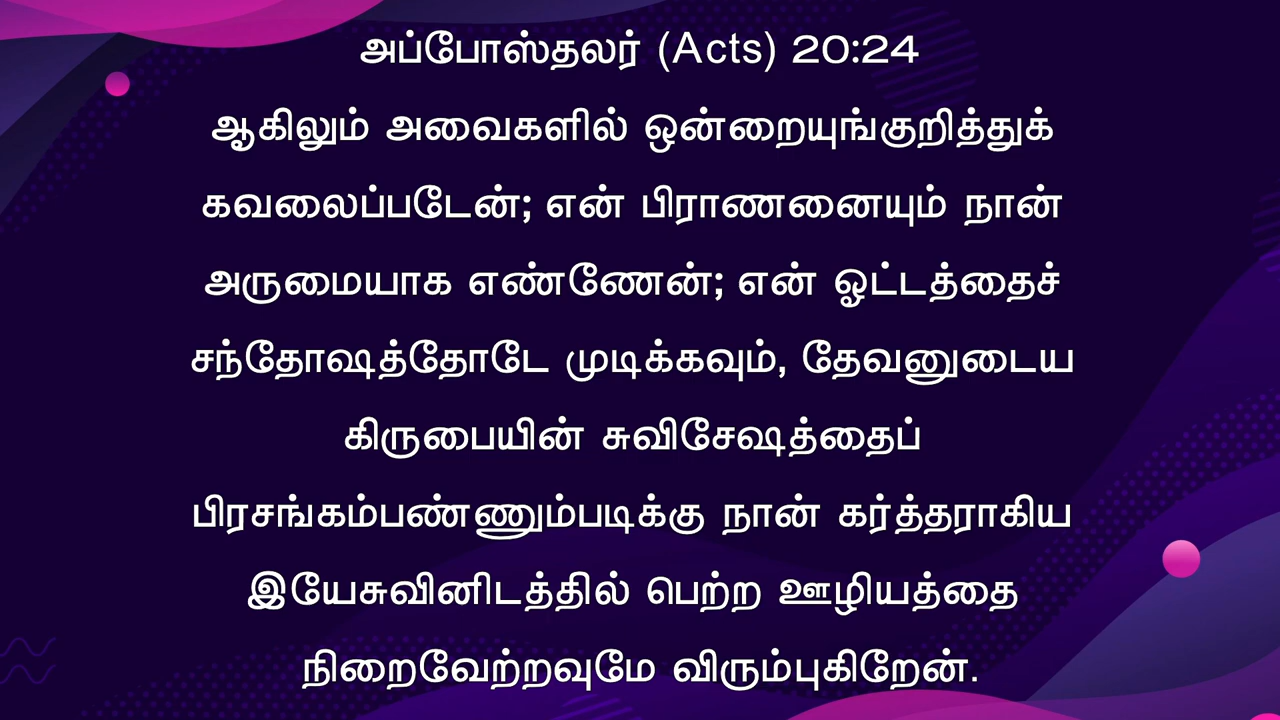 அப்போஸ்தலர் (Acts) 20:24
ஆகிலும் அவைகளில் ஒன்றையுங்குறித்துக்
கவலைப்படேன்; என் பிராணனையும் நான்
அருமையாக எண்ணேன்; என் ஓட்டத்தைச்
சந்தோஷத்தோடே முடிக்கவும், தேவனுடைய
கிருபையின் சுவிசேஷத்தைப்
பிரசங்கம்பண்ணும்படிக்கு நான் கர்த்தராகிய
இயேசுவினிடத்தில் பெற்ற ஊழியத்தை
நிறைவேற்றவுமே விரும்புகிறேன்.